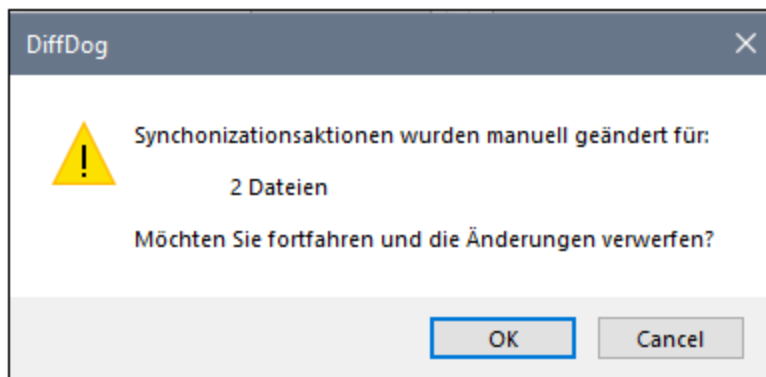 DiffDog
Synchonizationsaktionen wurden manuell geändert für:
2 Dateien
Möchten Sie fortfahren und die Änderungen verwerfen?
OK
Cancel